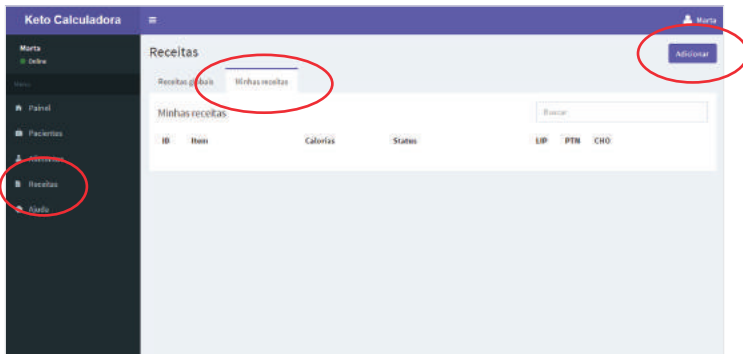 Keto Calculadora
Marta
Marta
Online
Menu
Painel
Pacientes
Alimentos
Receitas
Ajuda
Receitas
Adicionar
Receitas globais
Minhas receitas
Minhas receitas
Buscar
ID Item Calorias Status LIP PTN CHO